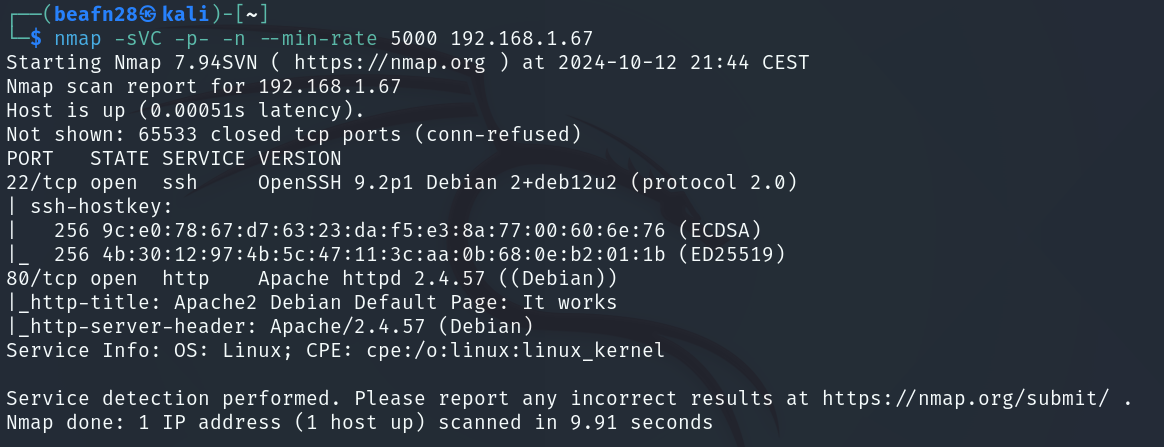 ┌──(beafn28㉿kali)-[~]
└─$ nmap -sVC -p- -n --min-rate 5000 192.168.1.67
Starting Nmap 7.94SVN ( https://nmap.org ) at 2024-10-12 21:44 CEST
Nmap scan report for 192.168.1.67
Host is up (0.00051s latency).
Not shown: 65533 closed tcp ports (conn-refused)
PORT   STATE SERVICE VERSION
22/tcp open  ssh     OpenSSH 9.2p1 Debian 2+deb12u2 (protocol 2.0)
| ssh-hostkey:
|   256 9c:e0:78:67:d7:63:23:da:f5:e3:8a:77:00:60:6e:76 (ECDSA)
|_  256 4b:30:12:97:4b:5c:47:11:3c:aa:0b:68:0e:b2:01:1b (ED25519)
80/tcp open  http    Apache httpd 2.4.57 ((Debian))
|_http-title: Apache2 Debian Default Page: It works
|_http-server-header: Apache/2.4.57 (Debian)
Service Info: OS: Linux; CPE: cpe:/o:linux:linux_kernel

Service detection performed. Please report any incorrect results at https://nmap.org/submit/ .
Nmap done: 1 IP address (1 host up) scanned in 9.91 seconds